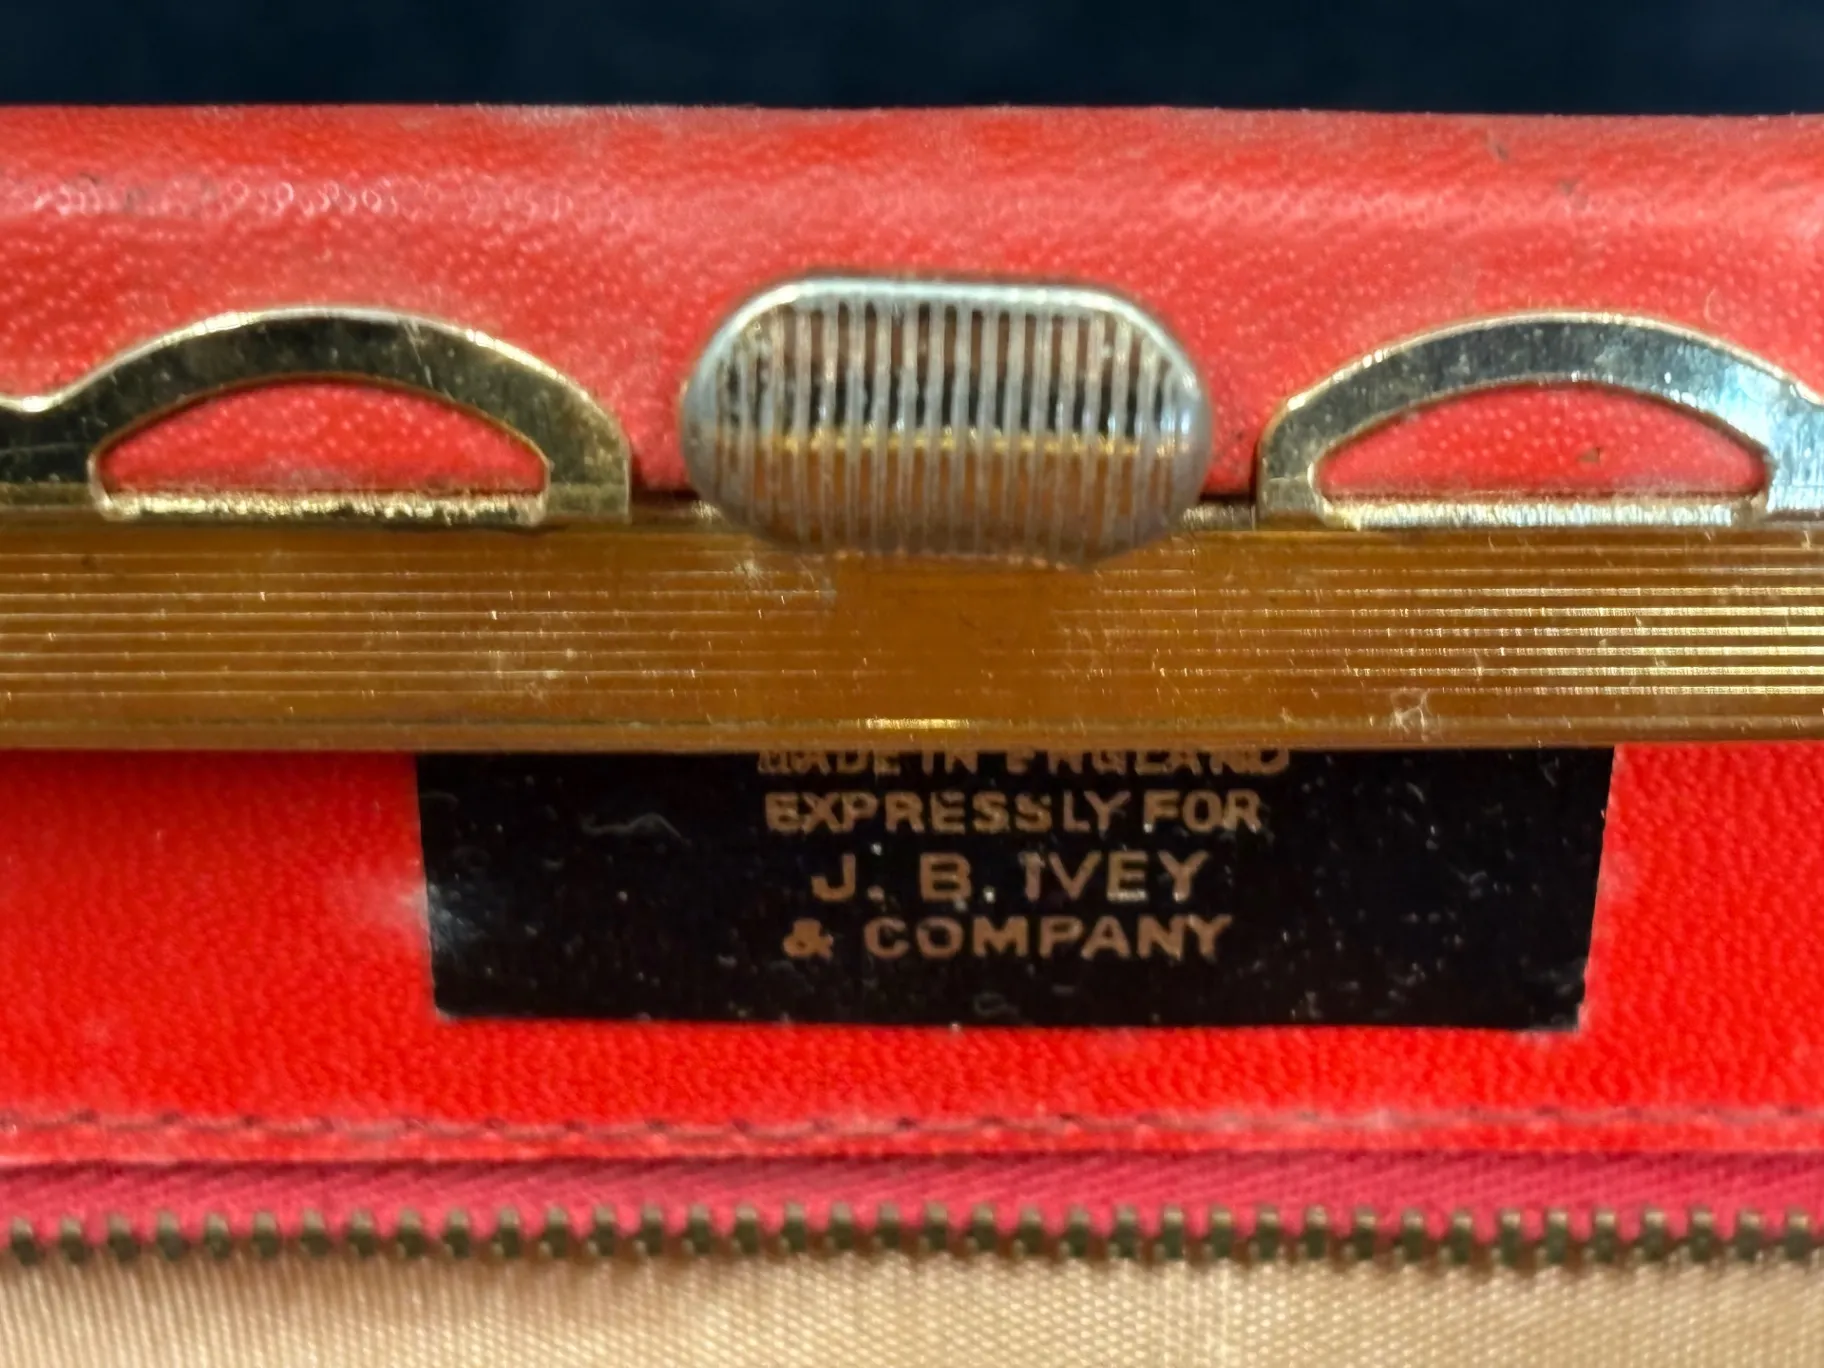 MADE IN ENGLAND
EXPRESSLY FOR
J. B. IVEY
& COMPANY